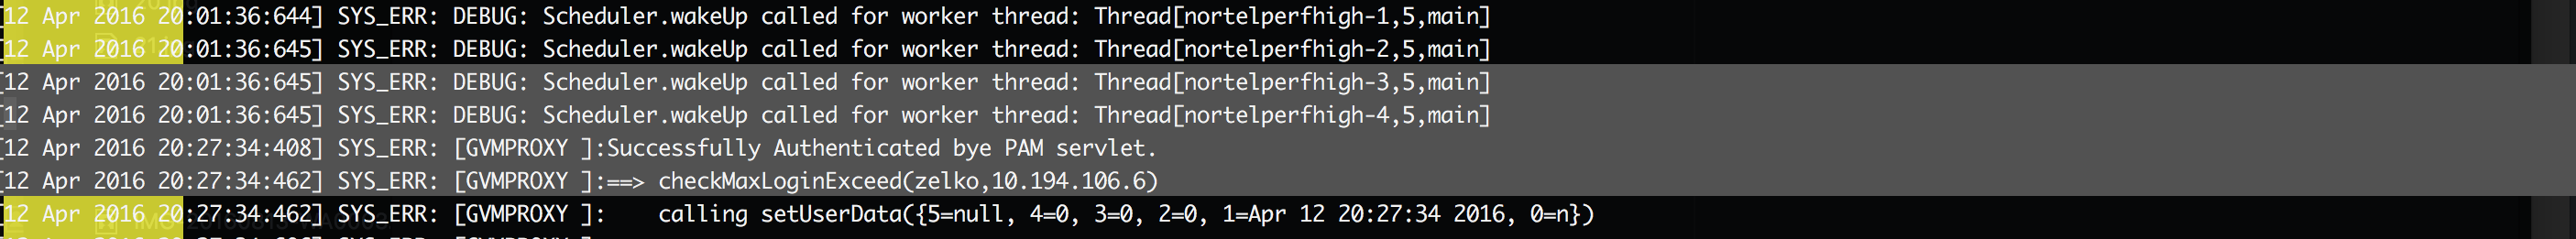 [12 Apr 2016 20:01:36:644] SYS_ERR: DEBUG: Scheduler.wakeUp called for worker thread: Thread[nortelperfhigh-1,5,main]
[12 Apr 2016 20:01:36:645] SYS_ERR: DEBUG: Scheduler.wakeUp called for worker thread: Thread[nortelperfhigh-2,5,main]
[12 Apr 2016 20:01:36:645] SYS_ERR: DEBUG: Scheduler.wakeUp called for worker thread: Thread[nortelperfhigh-3,5,main]
[12 Apr 2016 20:01:36:645] SYS_ERR: DEBUG: Scheduler.wakeUp called for worker thread: Thread[nortelperfhigh-4,5,main]
[12 Apr 2016 20:27:34:408] SYS_ERR: [GVMPROXY ]:Successfully Authenticated bye PAM servlet.
[12 Apr 2016 20:27:34:462] SYS_ERR: [GVMPROXY ]:==> checkMaxLoginExceed(zelko,10.194.106.6)
[12 Apr 2016 20:27:34:462] SYS_ERR: [GVMPROXY ]:    calling setUserData({5=null, 4=0, 3=0, 2=0, 1=Apr 12 20:27:34 2016, 0=n})